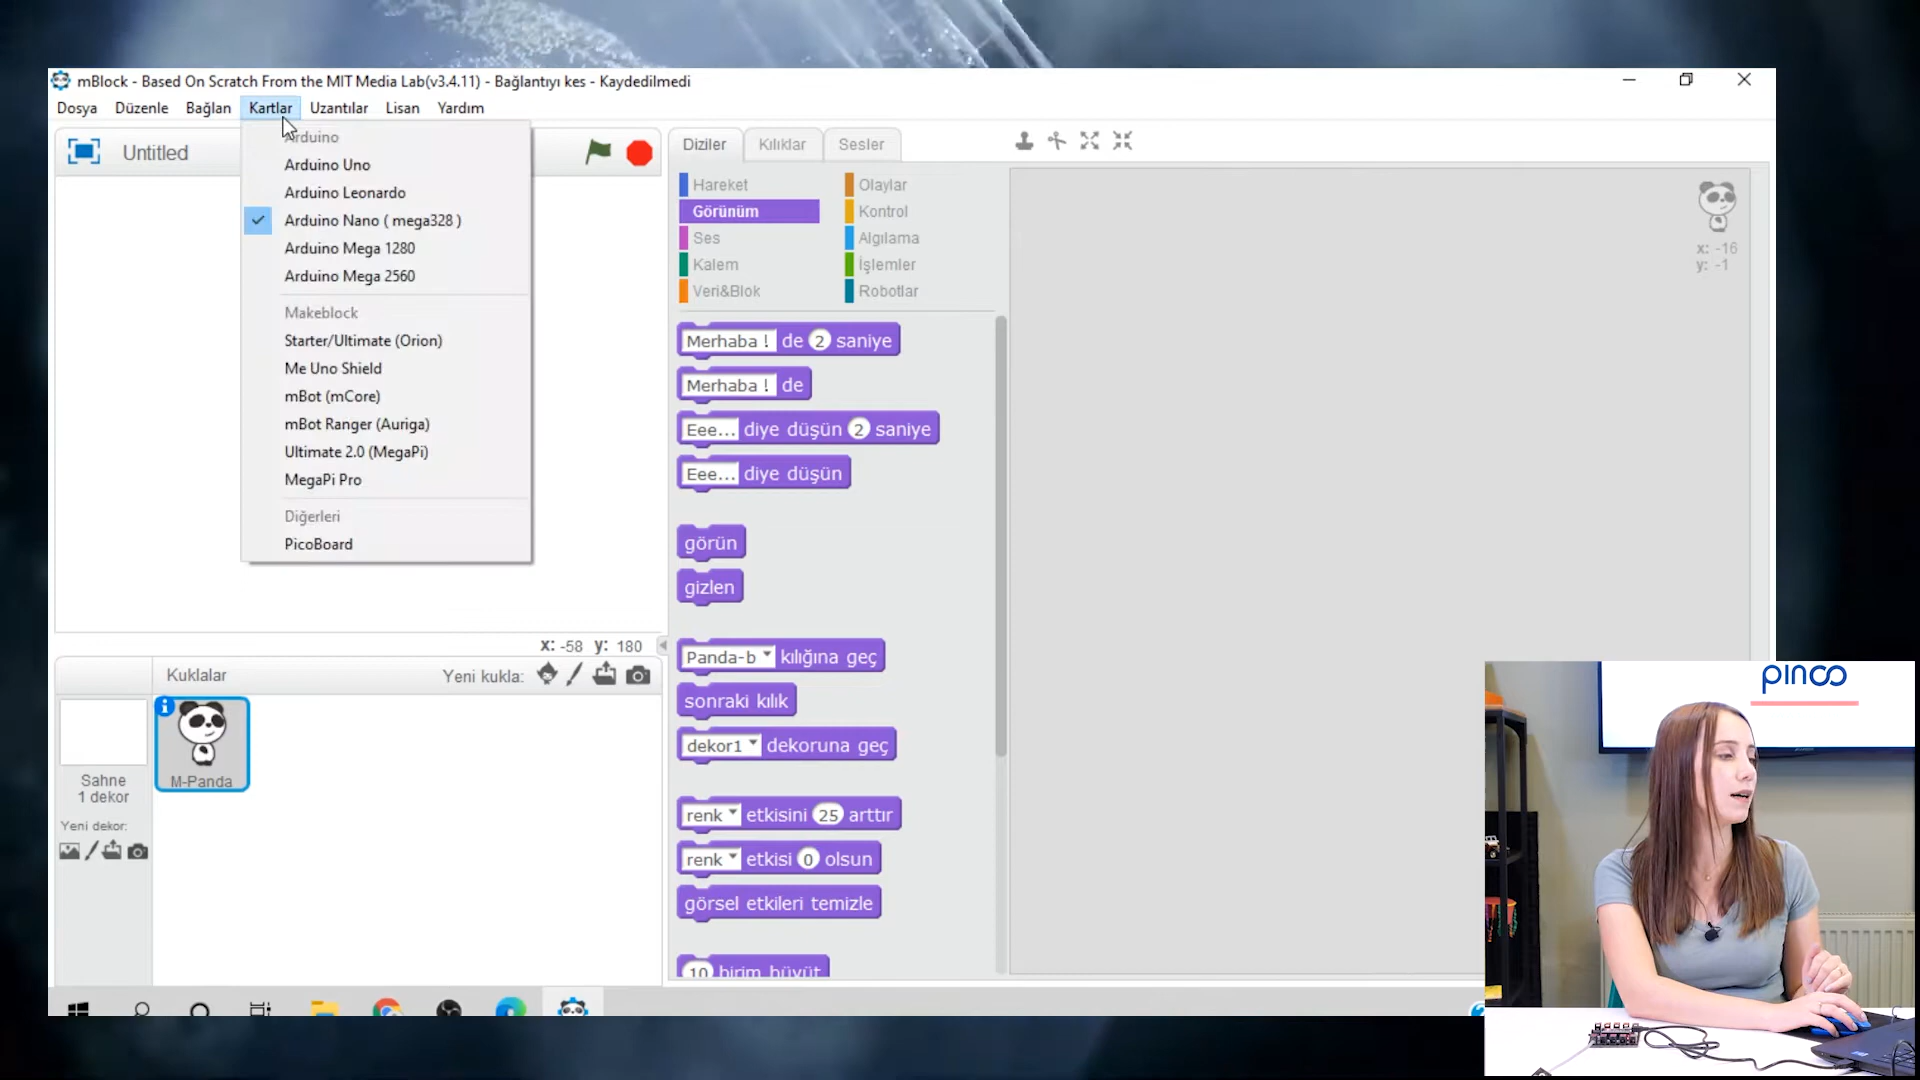 mBlock - Based On Scratch From the MIT Media Lab(v3.4.11) - Bağlantıyı kes - Kaydedilmedi
Dosya Düzenle Bağlan Kartlar Uzantılar Lisan Yardım
Untitled
Arduino
Arduino Uno
Arduino Leonardo
Arduino Nano ( mega328 )
Arduino Mega 1280
Arduino Mega 2560
Makeblock
Starter/Ultimate (Orion)
Me Uno Shield
mBot (mCore)
mBot Ranger (Auriga)
Ultimate 2.0 (MegaPi)
MegaPi Pro
Diğerleri
PicoBoard
x: -58 y: 180
Kuklalar
Yeni kukla:
M-Panda
Sahne
1 dekor
Yeni dekor:
Diziler Kılıklar Sesler
Hareket Olaylar
Görünüm Kontrol
Ses Algılama
Kalem İşlemler
Veri&Blok Robotlar
Merhaba ! de 2 saniye
Merhaba ! de
Eee... diye düşün 2 saniye
Eee... diye düşün
görün
gizlen
Panda-b kılığına geç
sonraki kılık
dekor1 dekoruna geç
renk etkisini 25 arttır
renk etkisi 0 olsun
görsel etkileri temizle
10 birim büyüt
x: -16
y: -1
pinoo